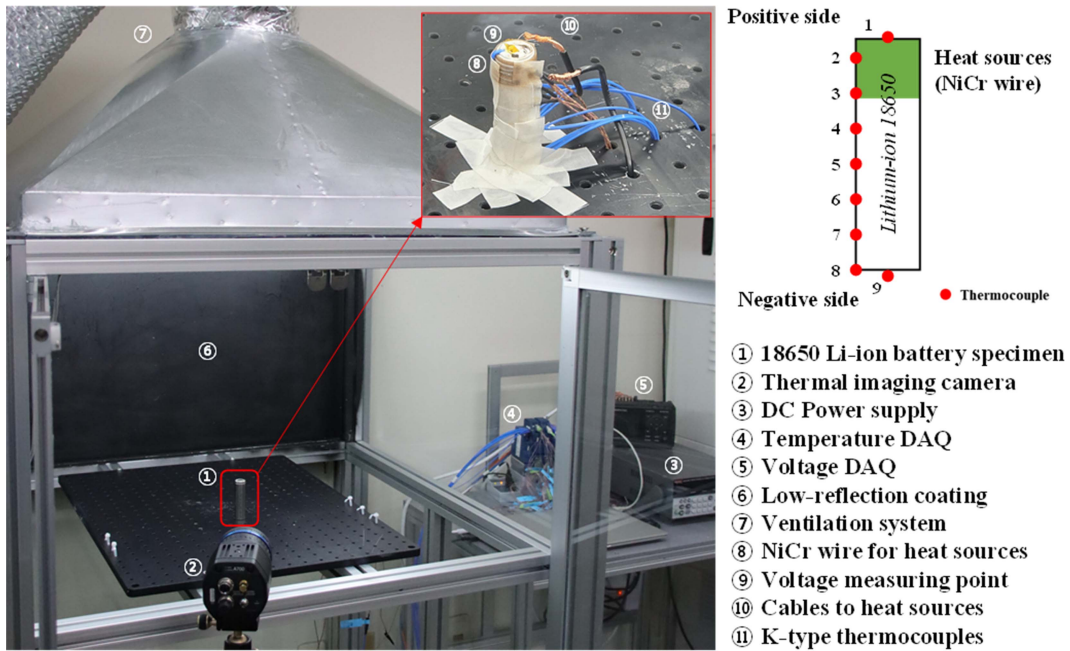 ⑦
⑨
⑩
⑧
⑪
⑥
⑤
④
③
①
②
Positive side
1
2
3
4
5
6
7
8
9
Heat sources
(NiCr wire)
Lithium-ion 18650
Negative side
Thermocouple
① 18650 Li-ion battery specimen
② Thermal imaging camera
③ DC Power supply
④ Temperature DAQ
⑤ Voltage DAQ
⑥ Low-reflection coating
⑦ Ventilation system
⑧ NiCr wire for heat sources
⑨ Voltage measuring point
⑩ Cables to heat sources
⑪ K-type thermocouples